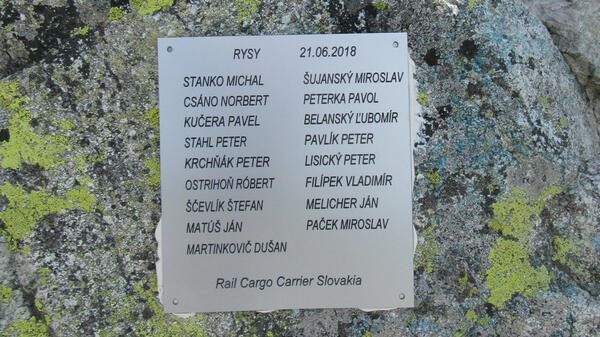 RYSY 21.06.2018
STANKO MICHAL ŠUJANSKÝ MIROSLAV
CSÁNO NORBERT PETERKA PAVOL
KUČERA PAVEL BELANSKÝ ĽUBOMÍR
STAHL PETER PAVLÍK PETER
KRCHŇÁK PETER LISICKÝ PETER
OSTRIHOŇ RÓBERT FILÍPEK VLADIMÍR
ŠČEVLÍK ŠTEFAN MELICHER JÁN
MATÚŠ JÁN PAČEK MIROSLAV
MARTINKOVIČ DUŠAN
Rail Cargo Carrier Slovakia